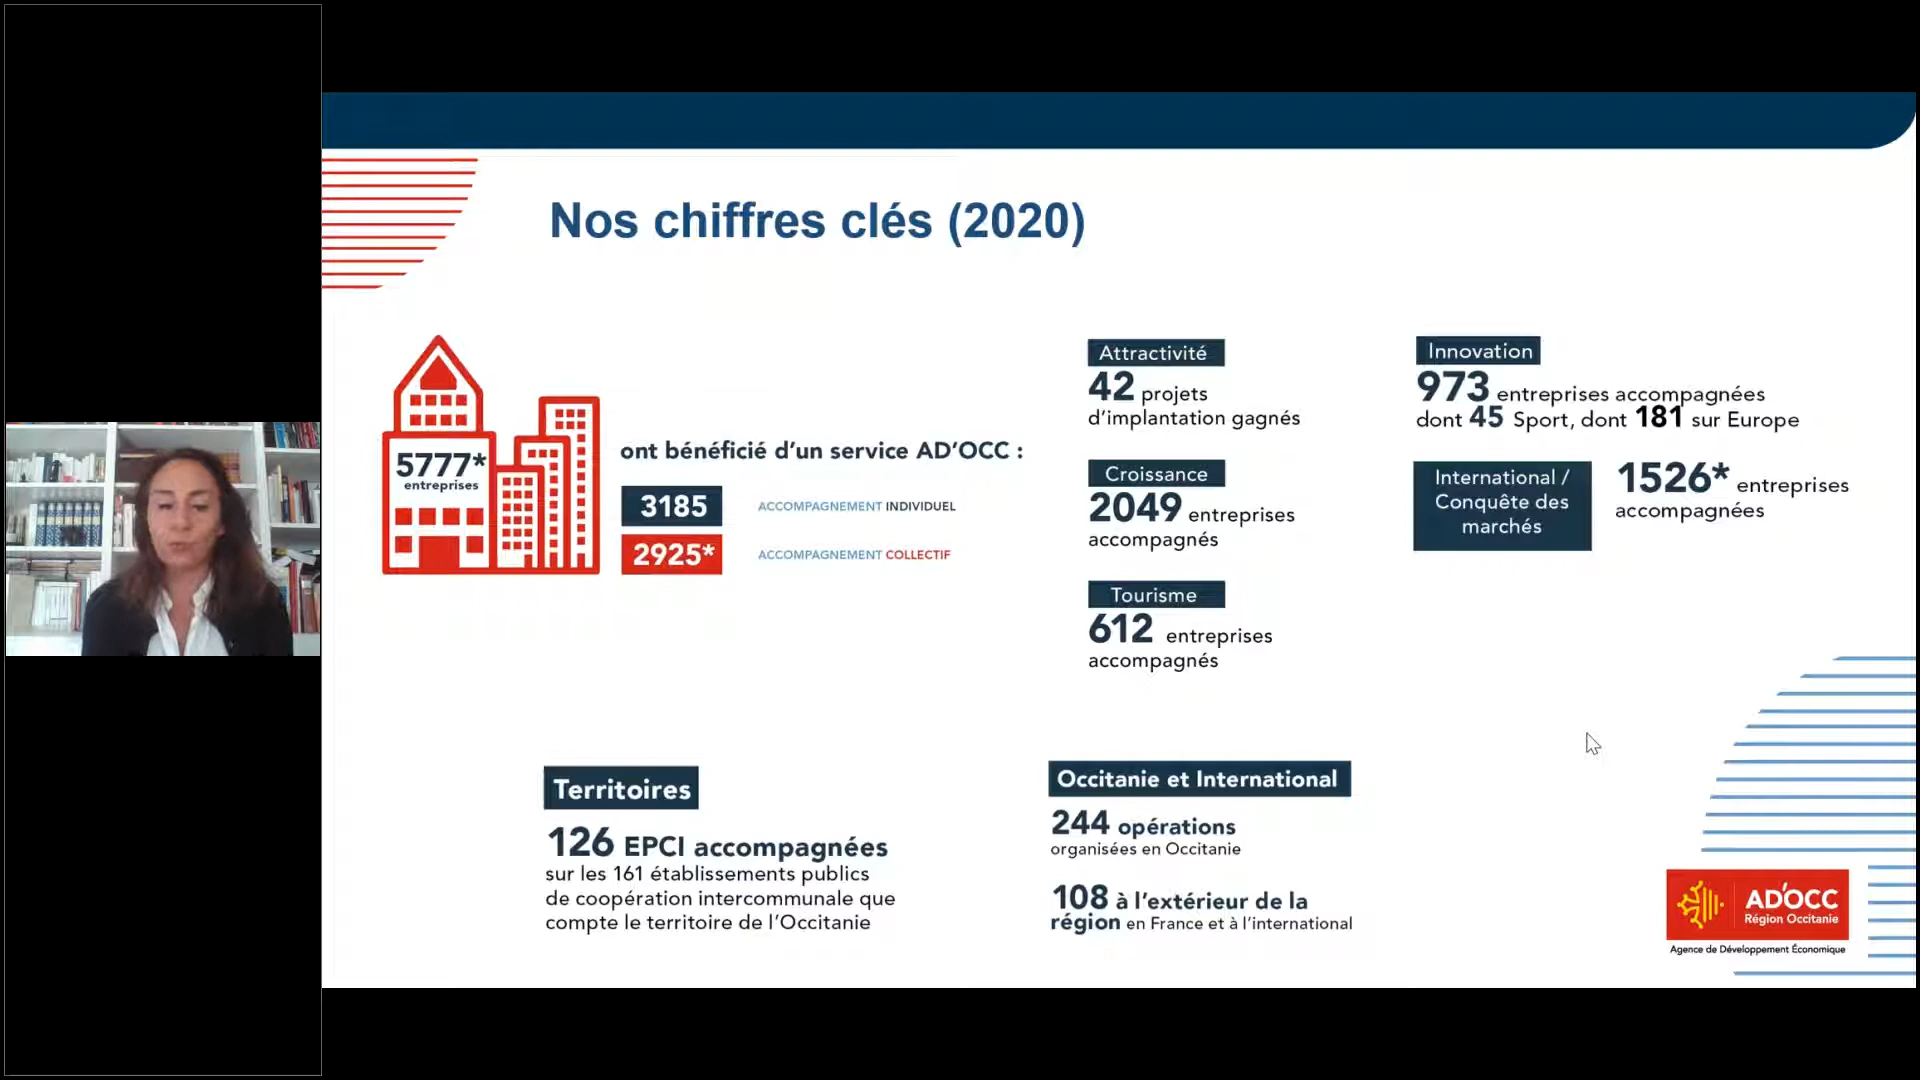 Nos chiffres clés (2020)
5777*
entreprises
ont bénéficié d'un service AD'OCC :
3185 ACCOMPAGNEMENT INDIVIDUEL
2925* ACCOMPAGNEMENT COLLECTIF
Attractivité
42 projets
d'implantation gagnés
Croissance
2049 entreprises
accompagnés
Tourisme
612 entreprises
accompagnés
Innovation
973 entreprises accompagnées
dont 45 Sport, dont 181 sur Europe
International /
Conquête des
marchés
1526* entreprises
accompagnées
Territoires
126 EPCI accompagnées
sur les 161 établissements publics
de coopération intercommunale que
compte le territoire de l'Occitanie
Occitanie et International
244 opérations
organisées en Occitanie
108 à l'extérieur de la
région en France et à l'international
AD'OCC
Région Occitanie
Agence de Développement Économique